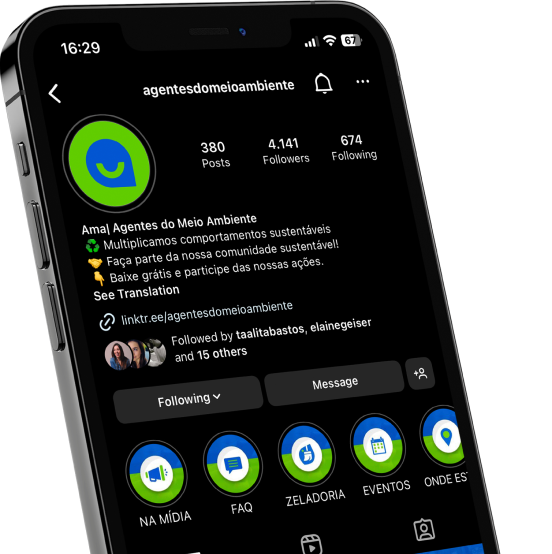 16:29
67
agentesdomeioambiente
380
Posts
4.141
Followers
674
Following
Ama| Agentes do Meio Ambiente
Multiplicamos comportamentos sustentáveis
Faça parte da nossa comunidade sustentável!
Baixe grátis e participe das nossas ações.
See Translation
linktr.ee/agentesdomeioambiente
Followed by taalitabastos, elainegeiser
and 15 others
Following
Message
NA MÍDIA
FAQ
ZELADORIA
EVENTOS
ONDE ES